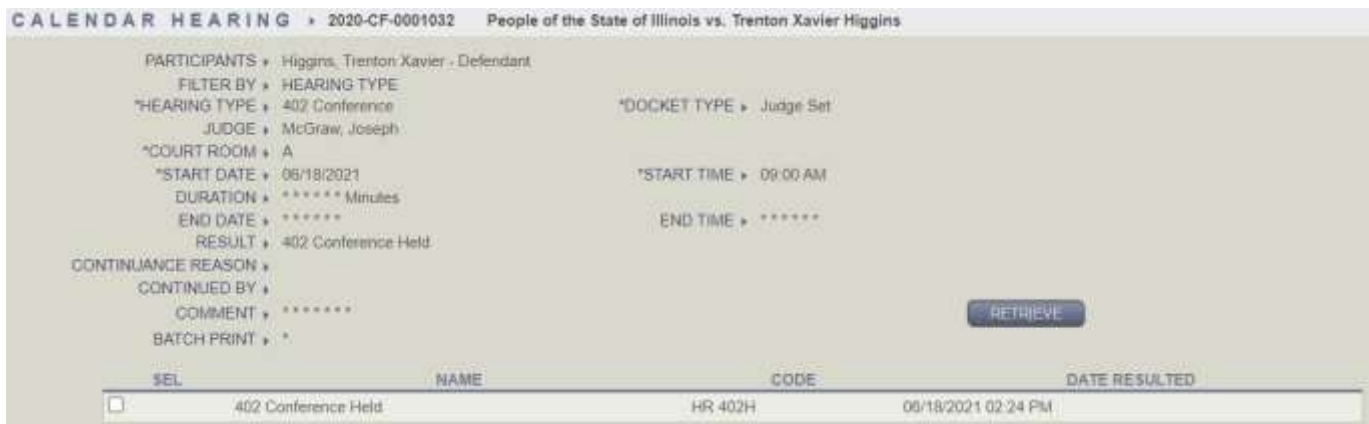 CALENDAR HEARING ▸ 2020-CF-0001032 People of the State of Illinois vs. Trenton Xavier Higgins
PARTICIPANTS ▸ Higgins, Trenton Xavier - Defendant
FILTER BY ▸ HEARING TYPE
*HEARING TYPE ▸ 402 Conference *DOCKET TYPE ▸ Judge Set
JUDGE ▸ McGraw, Joseph
*COURT ROOM ▸ A
*START DATE ▸ 06/18/2021 *START TIME ▸ 09:00 AM
DURATION ▸ ****** Minutes
END DATE ▸ ****** END TIME ▸ ******
RESULT ▸ 402 Conference Held
CONTINUANCE REASON ▸
CONTINUED BY ▸
COMMENT ▸ *******
RETRIEVE
BATCH PRINT ▸ *
SEL NAME CODE DATE RESULTED
402 Conference Held HR 402H 06/18/2021 02:24 PM